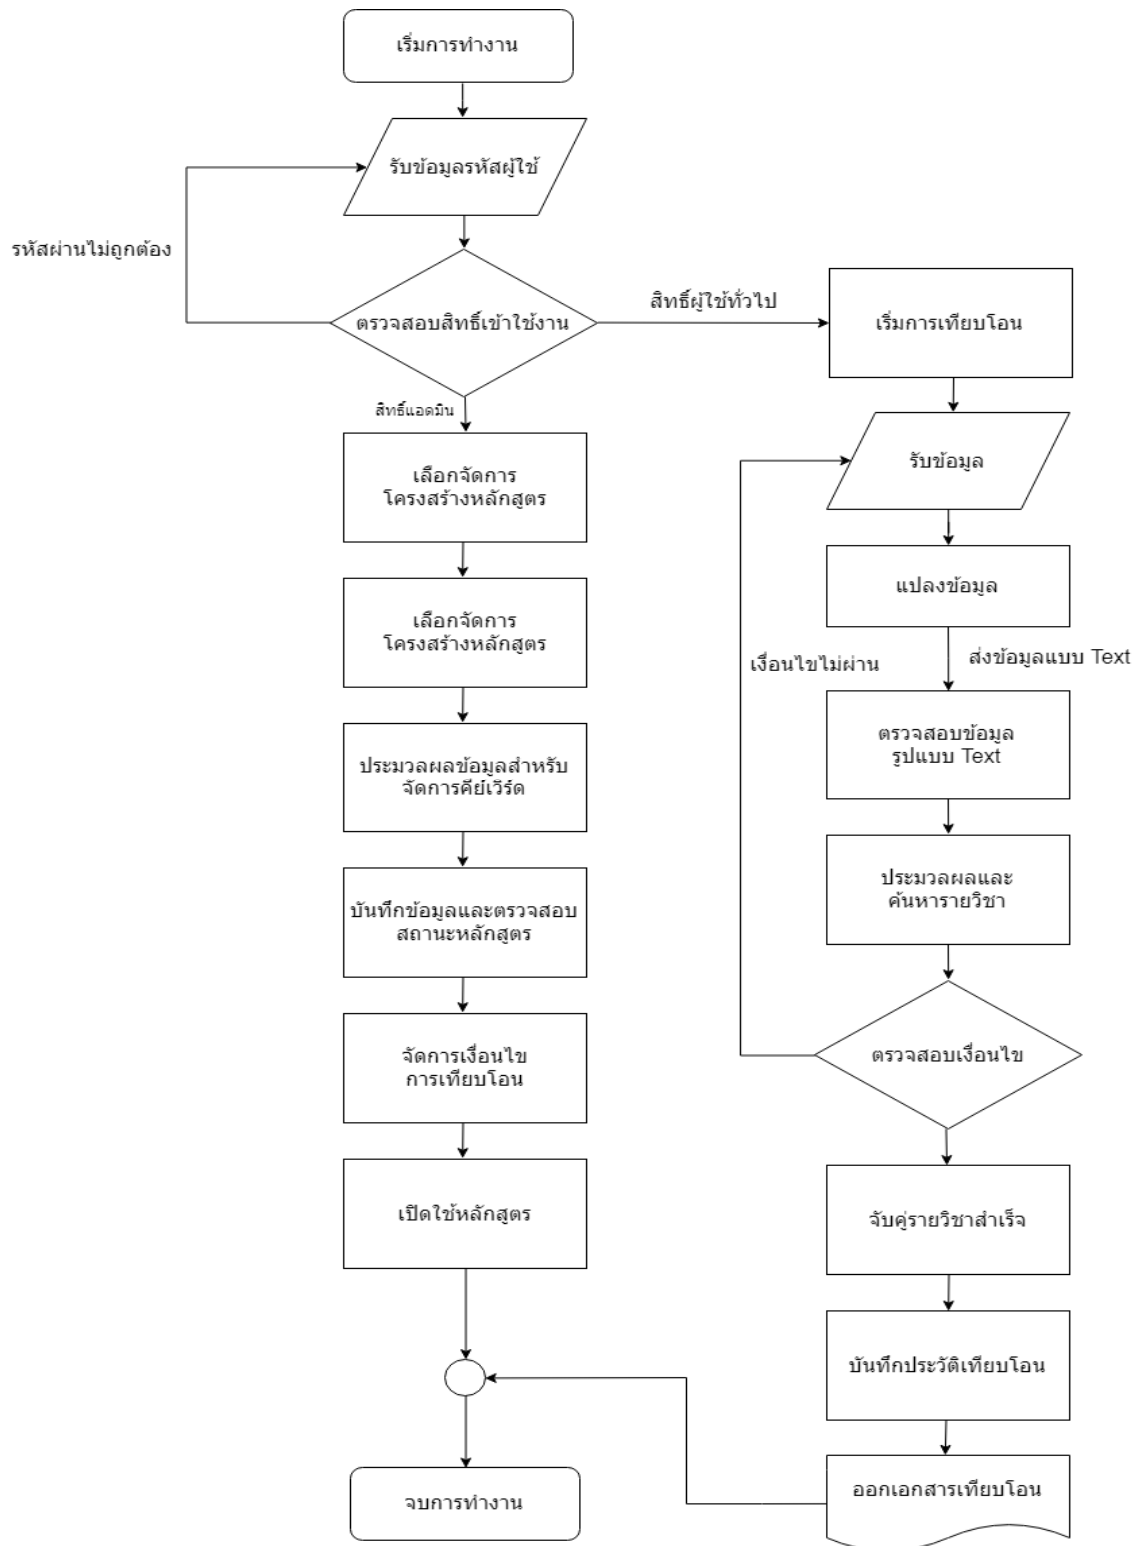 เริ่มการทำงาน
รับข้อมูลรหัสผู้ใช้
รหัสผ่านไม่ถูกต้อง
ตรวจสอบสิทธิ์เข้าใช้งาน
สิทธิ์ผู้ใช้ทั่วไป
เริ่มการเทียบโอน
สิทธิ์แอดมิน
เลือกจัดการ
โครงสร้างหลักสูตร
เลือกจัดการ
โครงสร้างหลักสูตร
ประมวลผลข้อมูลสำหรับ
จัดการคีย์เวิร์ด
บันทึกข้อมูลและตรวจสอบ
สถานะหลักสูตร
จัดการเงื่อนไข
การเทียบโอน
เปิดใช้หลักสูตร
จบการทำงาน
รับข้อมูล
แปลงข้อมูล
เงื่อนไขไม่ผ่าน
ส่งข้อมูลแบบ Text
ตรวจสอบข้อมูล
รูปแบบ Text
ประมวลผลและ
ค้นหารายวิชา
ตรวจสอบเงื่อนไข
จับคู่รายวิชาสำเร็จ
บันทึกประวัติเทียบโอน
ออกเอกสารเทียบโอน